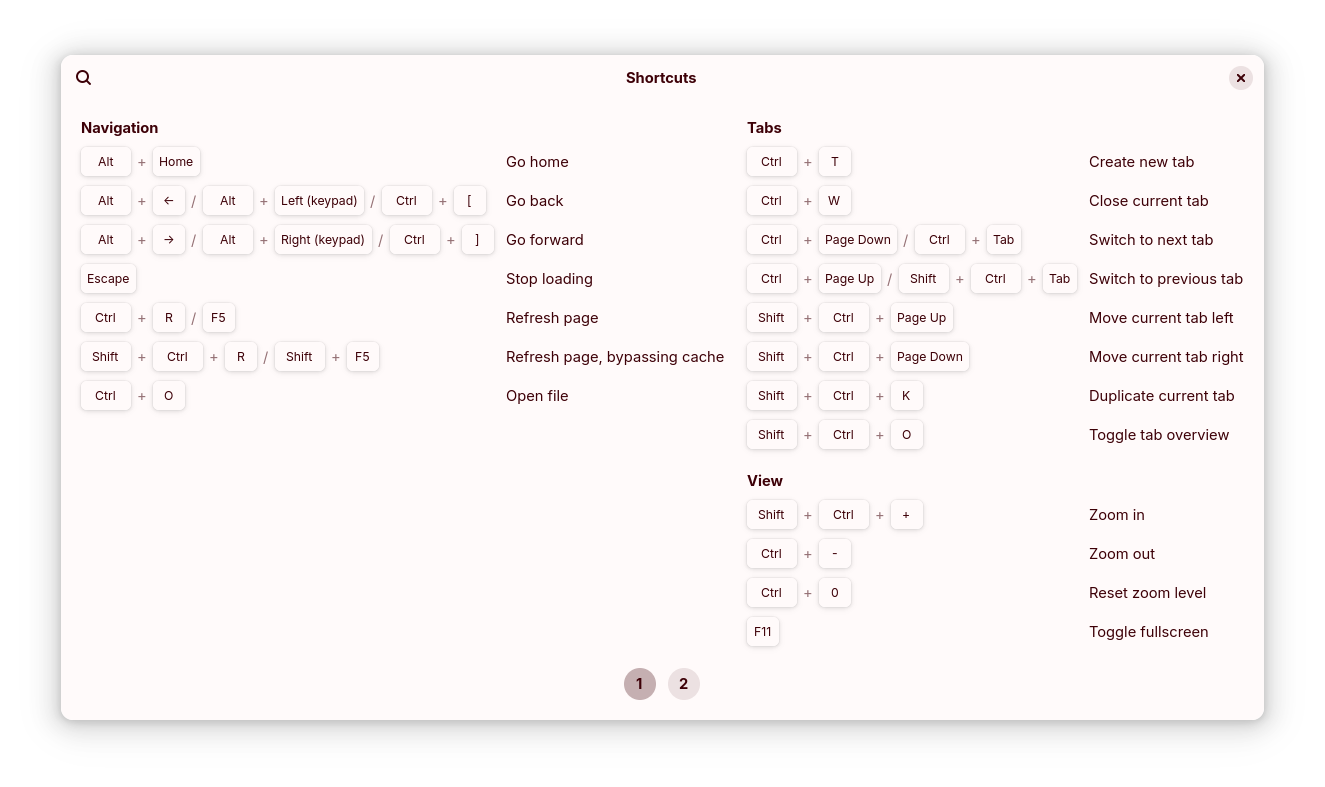 Shortcuts
Navigation
Alt + Home Go home
Alt + ← / Alt + Left (keypad) / Ctrl + [ Go back
Alt + → / Alt + Right (keypad) / Ctrl + ] Go forward
Escape Stop loading
Ctrl + R / F5 Refresh page
Shift + Ctrl + R / Shift + F5 Refresh page, bypassing cache
Ctrl + O Open file
Tabs
Ctrl + T Create new tab
Ctrl + W Close current tab
Ctrl + Page Down / Ctrl + Tab Switch to next tab
Ctrl + Page Up / Shift + Ctrl + Tab Switch to previous tab
Shift + Ctrl + Page Up Move current tab left
Shift + Ctrl + Page Down Move current tab right
Shift + Ctrl + K Duplicate current tab
Shift + Ctrl + O Toggle tab overview
View
Shift + Ctrl + + Zoom in
Ctrl + - Zoom out
Ctrl + 0 Reset zoom level
F11 Toggle fullscreen
1 2